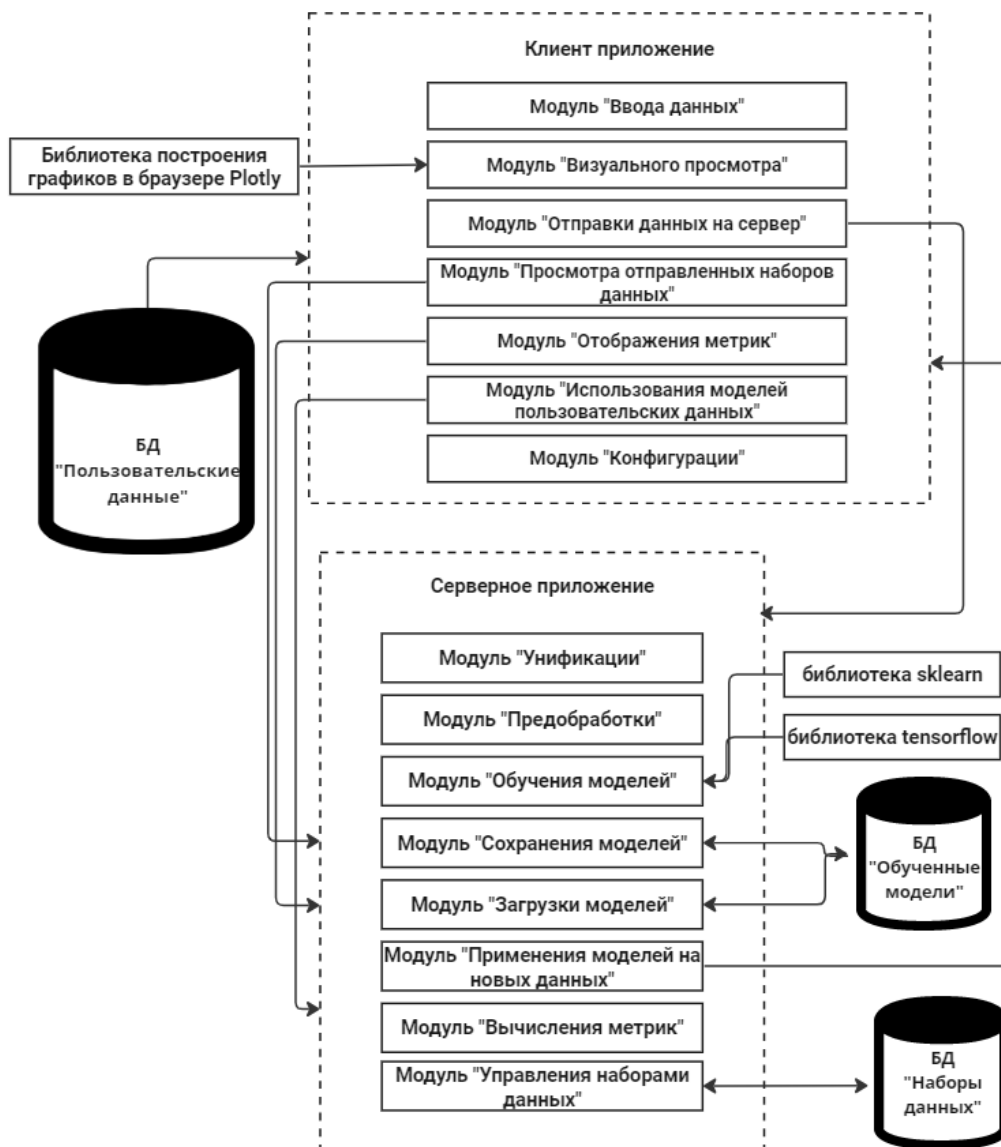 Клиент приложение
Модуль "Ввода данных"
Библиотека построения
графиков в браузере Plotly
Модуль "Визуального просмотра"
Модуль "Отправки данных на сервер"
Модуль "Просмотра отправленных наборов
данных"
Модуль "Отображения метрик"
Модуль "Использования моделей
пользовательских данных"
Модуль "Конфигурации"
БД
"Пользовательские
данные"
Серверное приложение
Модуль "Унификации"
Модуль "Предобработки"
Модуль "Обучения моделей"
Модуль "Сохранения моделей"
Модуль "Загрузки моделей"
Модуль "Применения моделей на
новых данных"
Модуль "Вычисления метрик"
Модуль "Управления наборами
данных"
библиотека sklearn
библиотека tensorflow
БД
"Обученные
модели"
БД
"Наборы
данных"